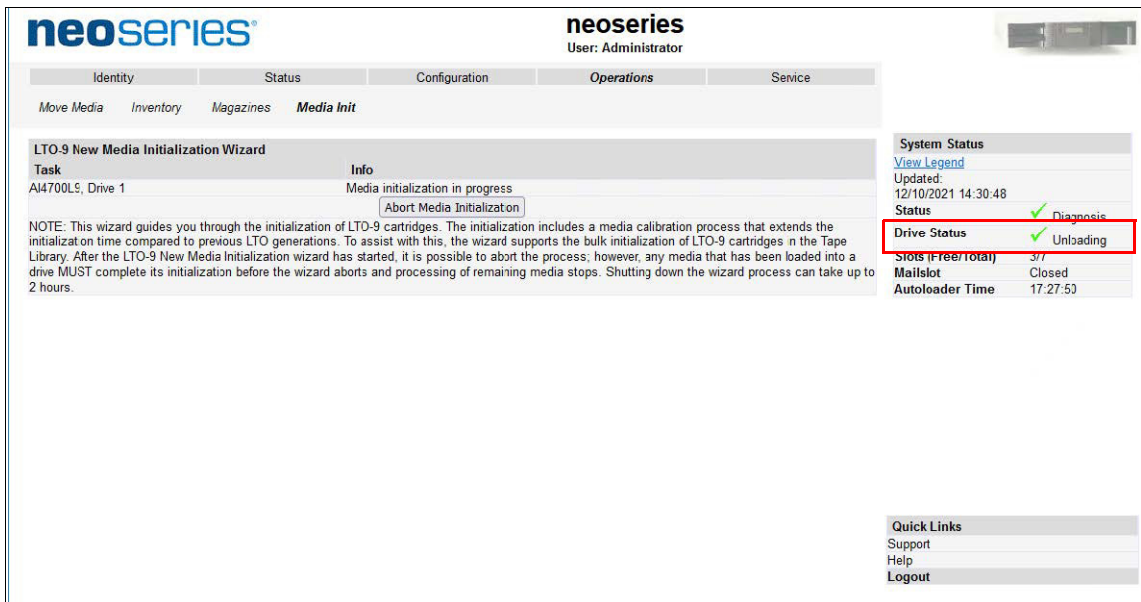 neoseries®
neoseries
User: Administrator
Identity Status Configuration Operations Service
Move Media Inventory Magazines Media Init
LTO-9 New Media Initialization Wizard
Task Info
AI4700L9, Drive 1 Media initialization in progress
Abort Media Initialization
NOTE: This wizard guides you through the initialization of LTO-9 cartridges. The initialization includes a media calibration process that extends the
initialization time compared to previous LTO generations. To assist with this, the wizard supports the bulk initialization of LTO-9 cartridges in the Tape
Library. After the LTO-9 New Media Initialization wizard has started, it is possible to abort the process; however, any media that has been loaded into a
drive MUST complete its initialization before the wizard aborts and processing of remaining media stops. Shutting down the wizard process can take up to
2 hours.
System Status
View Legend
Updated:
12/10/2021 14:30:48
Status Diagnosis
Drive Status Unloading
Slots (Free/Total) 3/7
Mailslot Closed
Autoloader Time 17:27:50
Quick Links
Support
Help
Logout